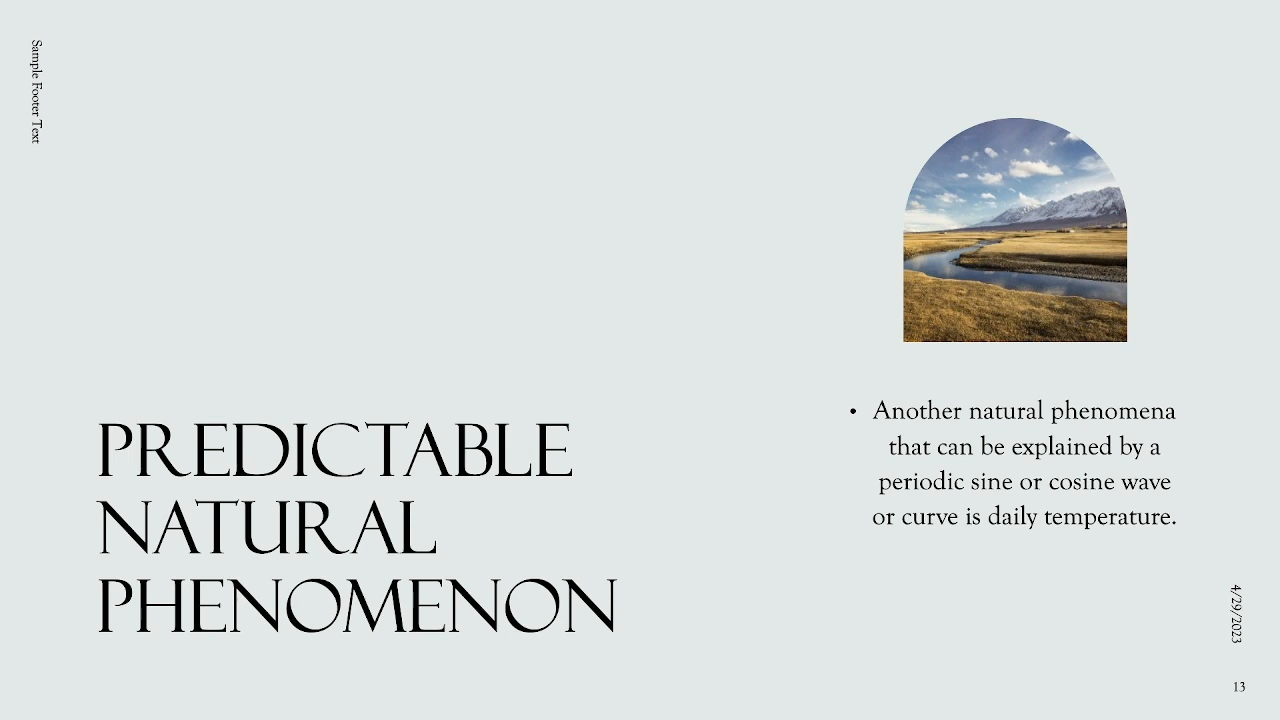 Sample Footer Text
PREDICTABLE
NATURAL
PHENOMENON
• Another natural phenomena
that can be explained by a
periodic sine or cosine wave
or curve is daily temperature.
4/29/2023
13